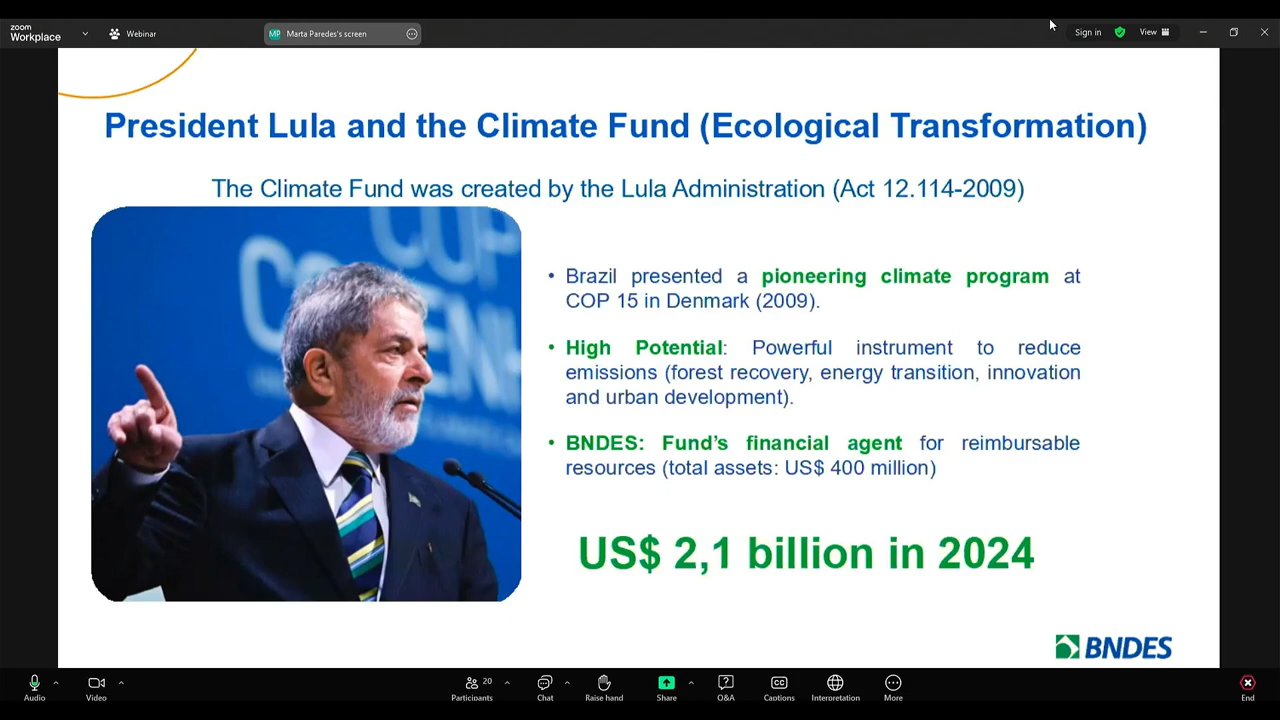 zoom
Workplace
Webinar
MP Marta Paredes's screen
Sign in
View
President Lula and the Climate Fund (Ecological Transformation)
The Climate Fund was created by the Lula Administration (Act 12.114-2009)
COP
CO
ENH
• Brazil presented a pioneering climate program at
COP 15 in Denmark (2009).
• High Potential: Powerful instrument to reduce
emissions (forest recovery, energy transition, innovation
and urban development).
• BNDES: Fund's financial agent for reimbursable
resources (total assets: US$ 400 million)
US$ 2,1 billion in 2024
BNDES
Audio
Video
Participants 20
Chat
Raise hand
Share
Q&A
CC Captions
Interpretation
More
End